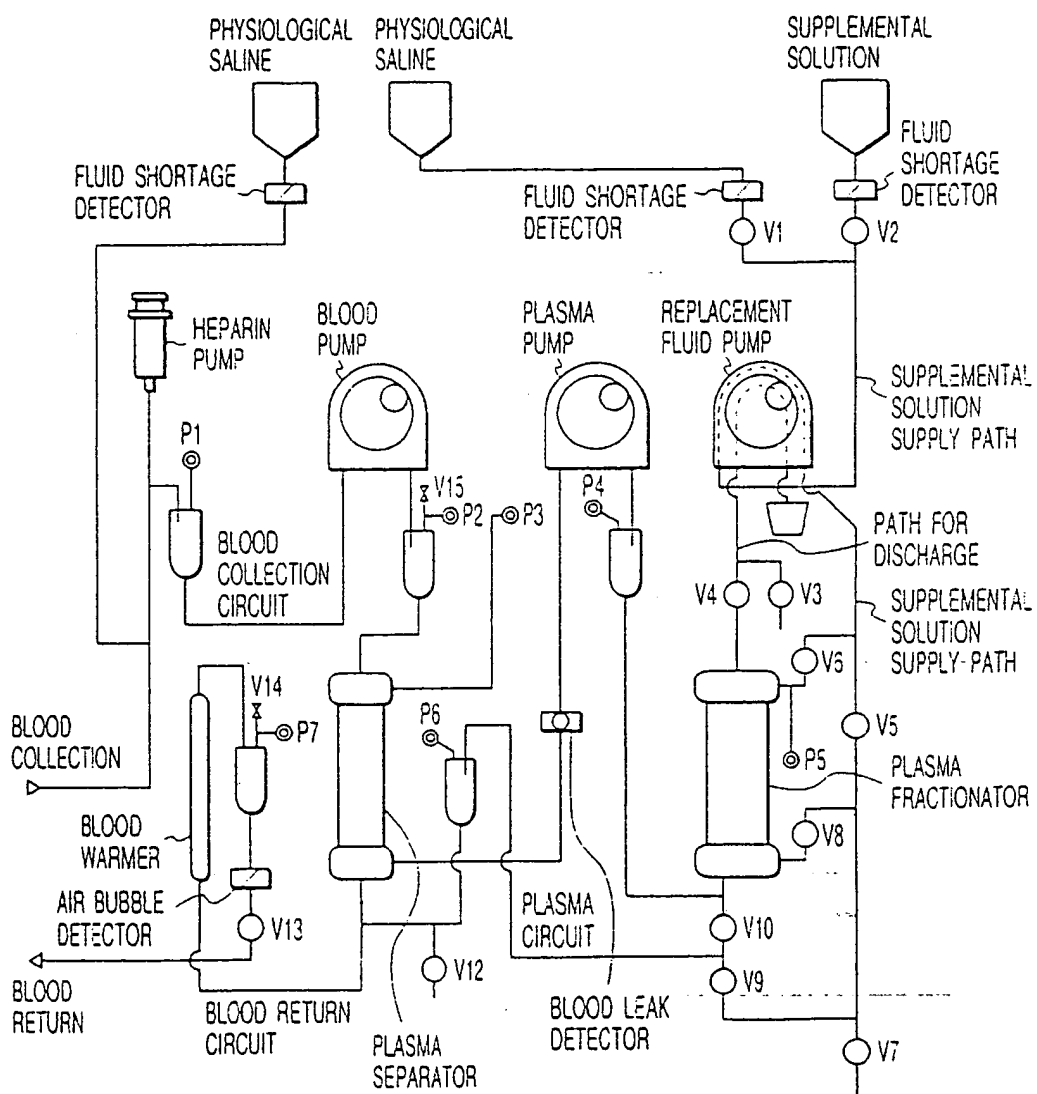 PHYSIOLOGICAL
SALINE
PHYSIOLOGICAL
SALINE
SUPPLEMENTAL
SOLUTION
FLUID
SHORTAGE
DETECTOR
FLUID SHORTAGE
DETECTOR
FLUID SHORTAGE
DETECTOR
V1
V2
HEPARIN
PUMP
BLOOD
PUMP
PLASMA
PUMP
REPLACEMENT
FLUID PUMP
SUPPLEMENTAL
SOLUTION
SUPPLY PATH
P1
V15
P2
P3
P4
BLOOD
COLLECTION
CIRCUIT
PATH FOR
DISCHARGE
V4
V3
SUPPLEMENTAL
SOLUTION
SUPPLY-PATH
V6
V14
P7
P6
V5
P5
BLOOD
COLLECTION
PLASMA
FRACTIONATOR
V8
BLOOD
WARMER
AIR BUBBLE
DETECTOR
V13
PLASMA
CIRCUIT
V10
V12
V9
BLOOD
RETURN
BLOOD RETURN
CIRCUIT
PLASMA
SEPARATOR
BLOOD LEAK
DETECTOR
V7